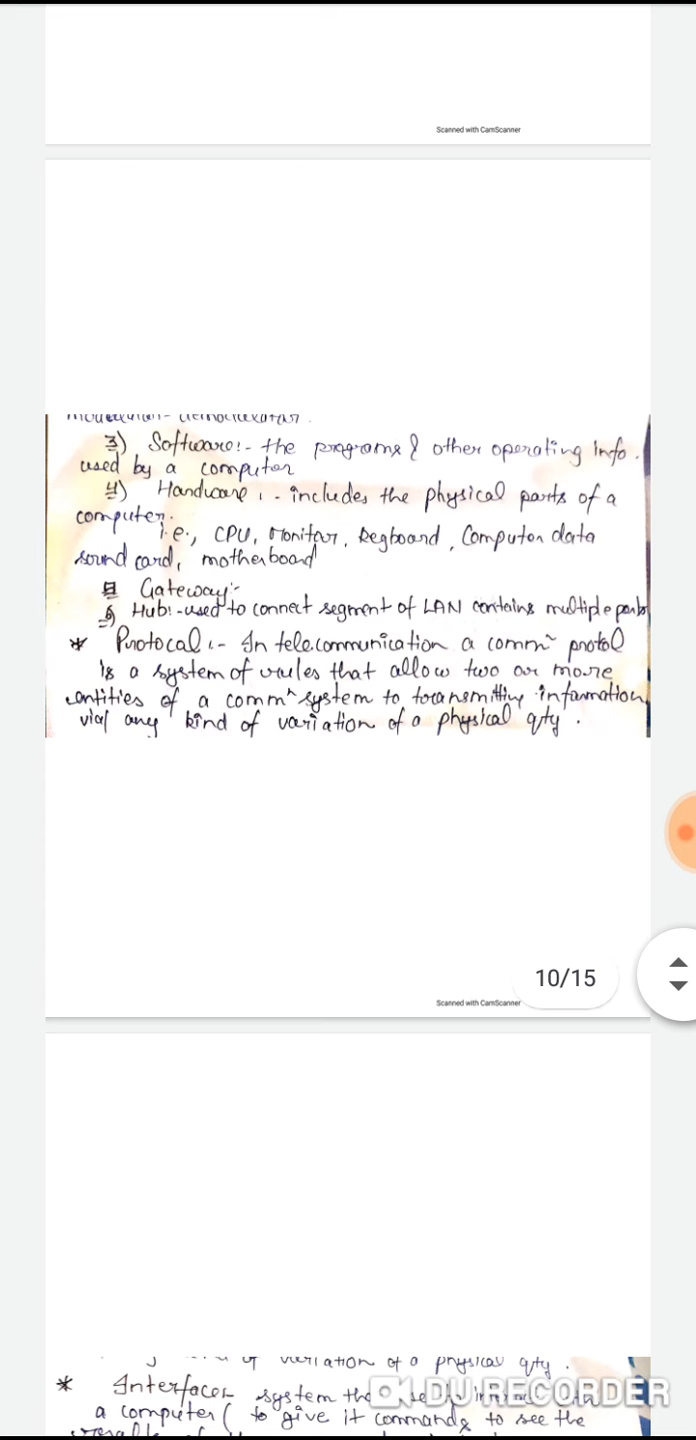 Scanned with CamScanner
3) Software:- the programs & other operating info.
used by a computer
4) Hardware :- includes the physical parts of a
computer.
i.e., CPU, Monitor, Keyboard, Computer data
sound card, motherboard
Gateway:-
6) Hub:-used to connect segment of LAN contains multiple ports
* Protocal :- In telecommunication a commⁿ protol
is a system of rules that allow two or more
entities of a commⁿ system to transmitting information
via any kind of variation of a physical qty.
10/15
Scanned with CamScanner
of variation of a physical qty.
* Interface:- system
DU RECORDER
a computer ( to give it commands to see the